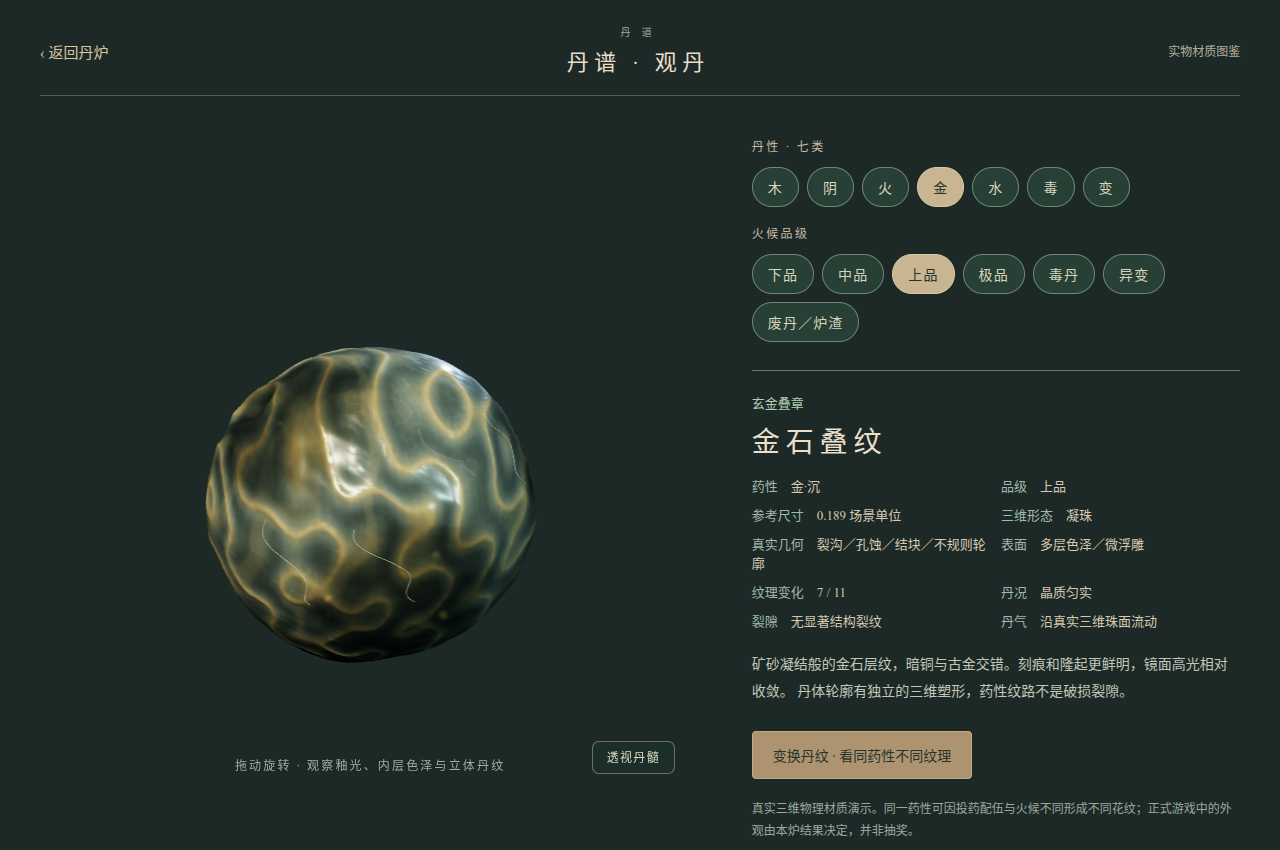 ‹ 返回丹炉
丹 道
丹谱 · 观丹
实物材质图鉴
丹性 · 七类
木 阴 火 金 水 毒 变
火候品级
下品 中品 上品 极品 毒丹 异变
废丹／炉渣
玄金叠章
金石叠纹
药性 金·沉 品级 上品
参考尺寸 0.189 场景单位 三维形态 凝珠
真实几何 裂沟／孔蚀／结块／不规则轮 表面 多层色泽／微浮雕
廓
纹理变化 7 / 11 丹况 晶质匀实
裂隙 无显著结构裂纹 丹气 沿真实三维珠面流动
矿砂凝结般的金石层纹，暗铜与古金交错。刻痕和隆起更鲜明，镜面高光相对
收敛。 丹体轮廓有独立的三维塑形，药性纹路不是破损裂隙。
透视丹髓
拖动旋转 · 观察釉光、内层色泽与立体丹纹
变换丹纹 · 看同药性不同纹理
真实三维物理材质演示。同一药性可因投药配伍与火候不同形成不同花纹；正式游戏中的外
观由本炉结果决定，并非抽奖。